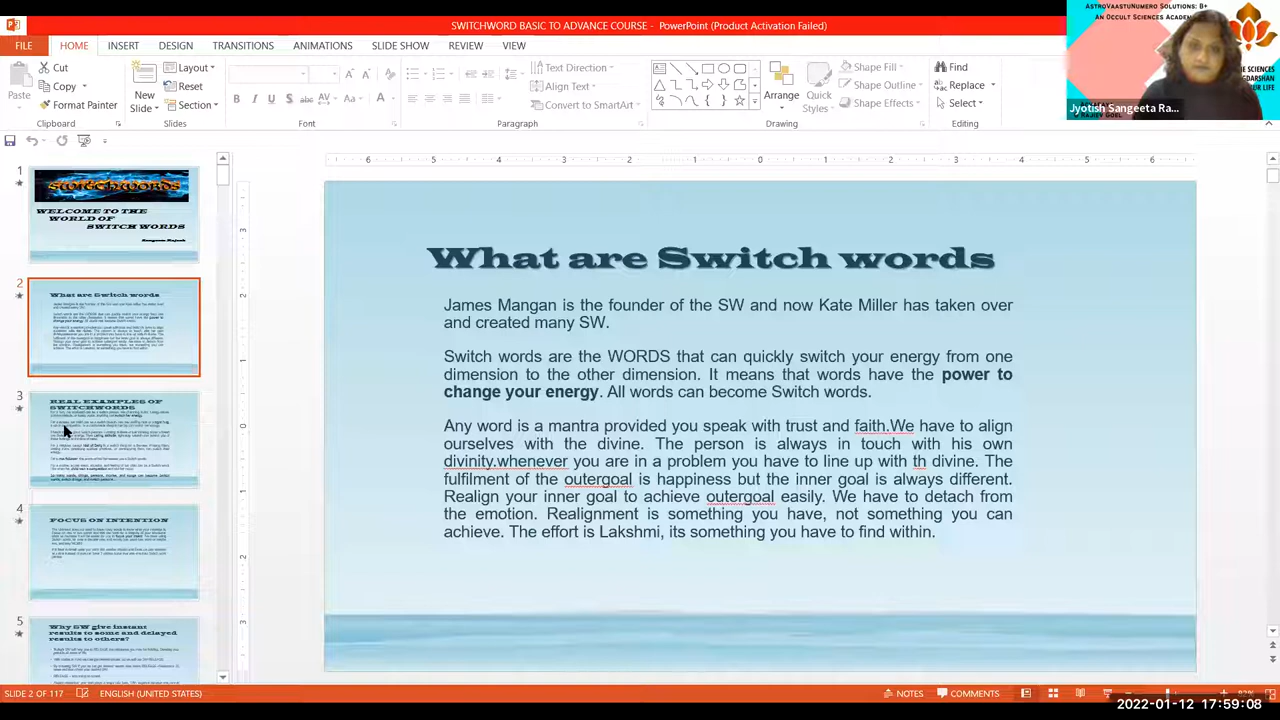 SWITCHWORD BASIC TO ADVANCE COURSE - PowerPoint (Product Activation Failed)
FILE HOME INSERT DESIGN TRANSITIONS ANIMATIONS SLIDE SHOW REVIEW VIEW
Paste
Cut
Copy
Format Painter
Clipboard
New Slide
Layout
Reset
Section
Slides
Font
Text Direction
Align Text
Convert to SmartArt
Paragraph
Arrange
Quick Styles
Shape Fill
Shape Outline
Shape Effects
Drawing
Find
Replace
Select
Editing
ASTROVAASTUNUMERO SOLUTIONS: B+
AN OCCULT SCIENCES ACADEM
Jyotish Sangeeta Ra...
1
switchwords
WELCOME TO THE
WORLD OF
SWITCH WORDS
Sangeeta Rajesh
2
What are Switch words
3
REAL EXAMPLES OF
SWITCHWORDS
4
FOCUS ON INTENTION
5
Why SW give instant
results to some and delayed
results to others?
What are Switch words
James Mangan is the founder of the SW and now Kate Miller has taken over
and created many SW.
Switch words are the WORDS that can quickly switch your energy from one
dimension to the other dimension. It means that words have the power to
change your energy. All words can become Switch words.
Any word is a mantra provided you speak with trust and faith.We have to align
ourselves with the divine. The person is always in touch with his own
divinity.whenever you are in a problem you have to line up with th divine. The
fulfilment of the outergoal is happiness but the inner goal is always different.
Realign your inner goal to achieve outergoal easily. We have to detach from
the emotion. Realignment is something you have, not something you can
achieve. The effort is Lakshmi, its something you have to find within.
SLIDE 2 OF 117 ENGLISH (UNITED STATES) NOTES COMMENTS
2022-01-12 17:59:08